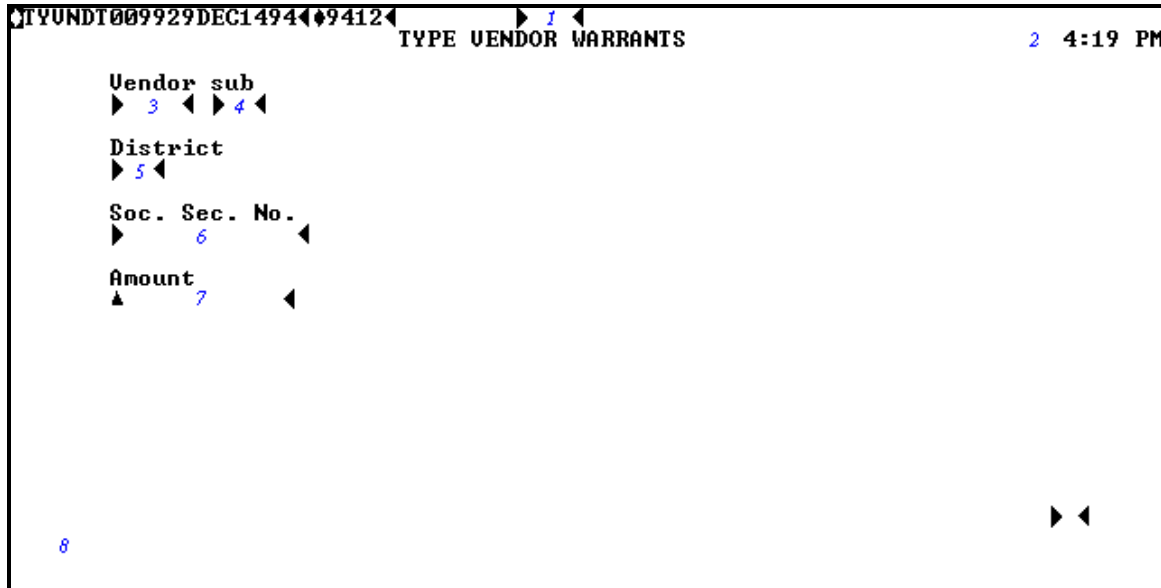 TYVNDT009929DEC1494◄♦9412◄ ► 1 ◄
TYPE VENDOR WARRANTS 2 4:19 PM
Vendor sub
► 3 ◄ ► 4 ◄
District
► 5 ◄
Soc. Sec. No.
► 6 ◄
Amount
▲ 7 ◄
► ◄
8